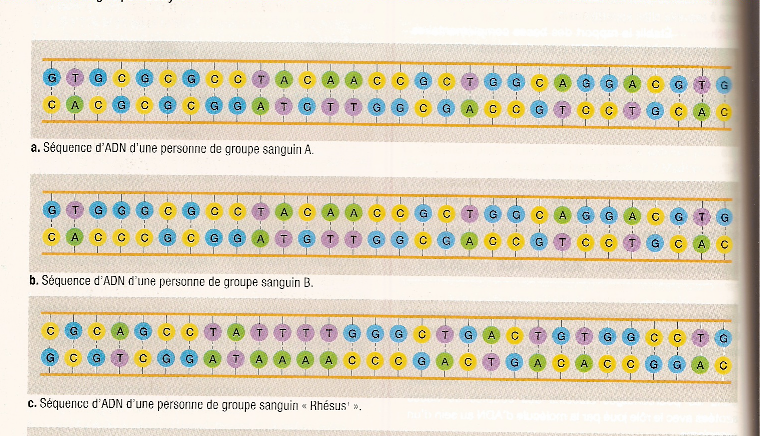 G T G C G C G C C T A C A A C C G C T G G C A G G A C G T G
C A C G C G C G G A T G T T G G C G A C C G T C C T G C A C
a. Séquence d'ADN d'une personne de groupe sanguin A.
G T G G G C G C C T A C A A C C G C T G G C A G G A C G T G
C A C C C G C G G A T G T T G G C G A C C G T C C T G C A C
b. Séquence d'ADN d'une personne de groupe sanguin B.
C G C A G C C T A T T T T G G G C T G A C T G T G G C C T G
G C G T C G G A T A A A A C C C G A C T G A C A C C G G A C
c. Séquence d'ADN d'une personne de groupe sanguin « Rhésus⁺ ».